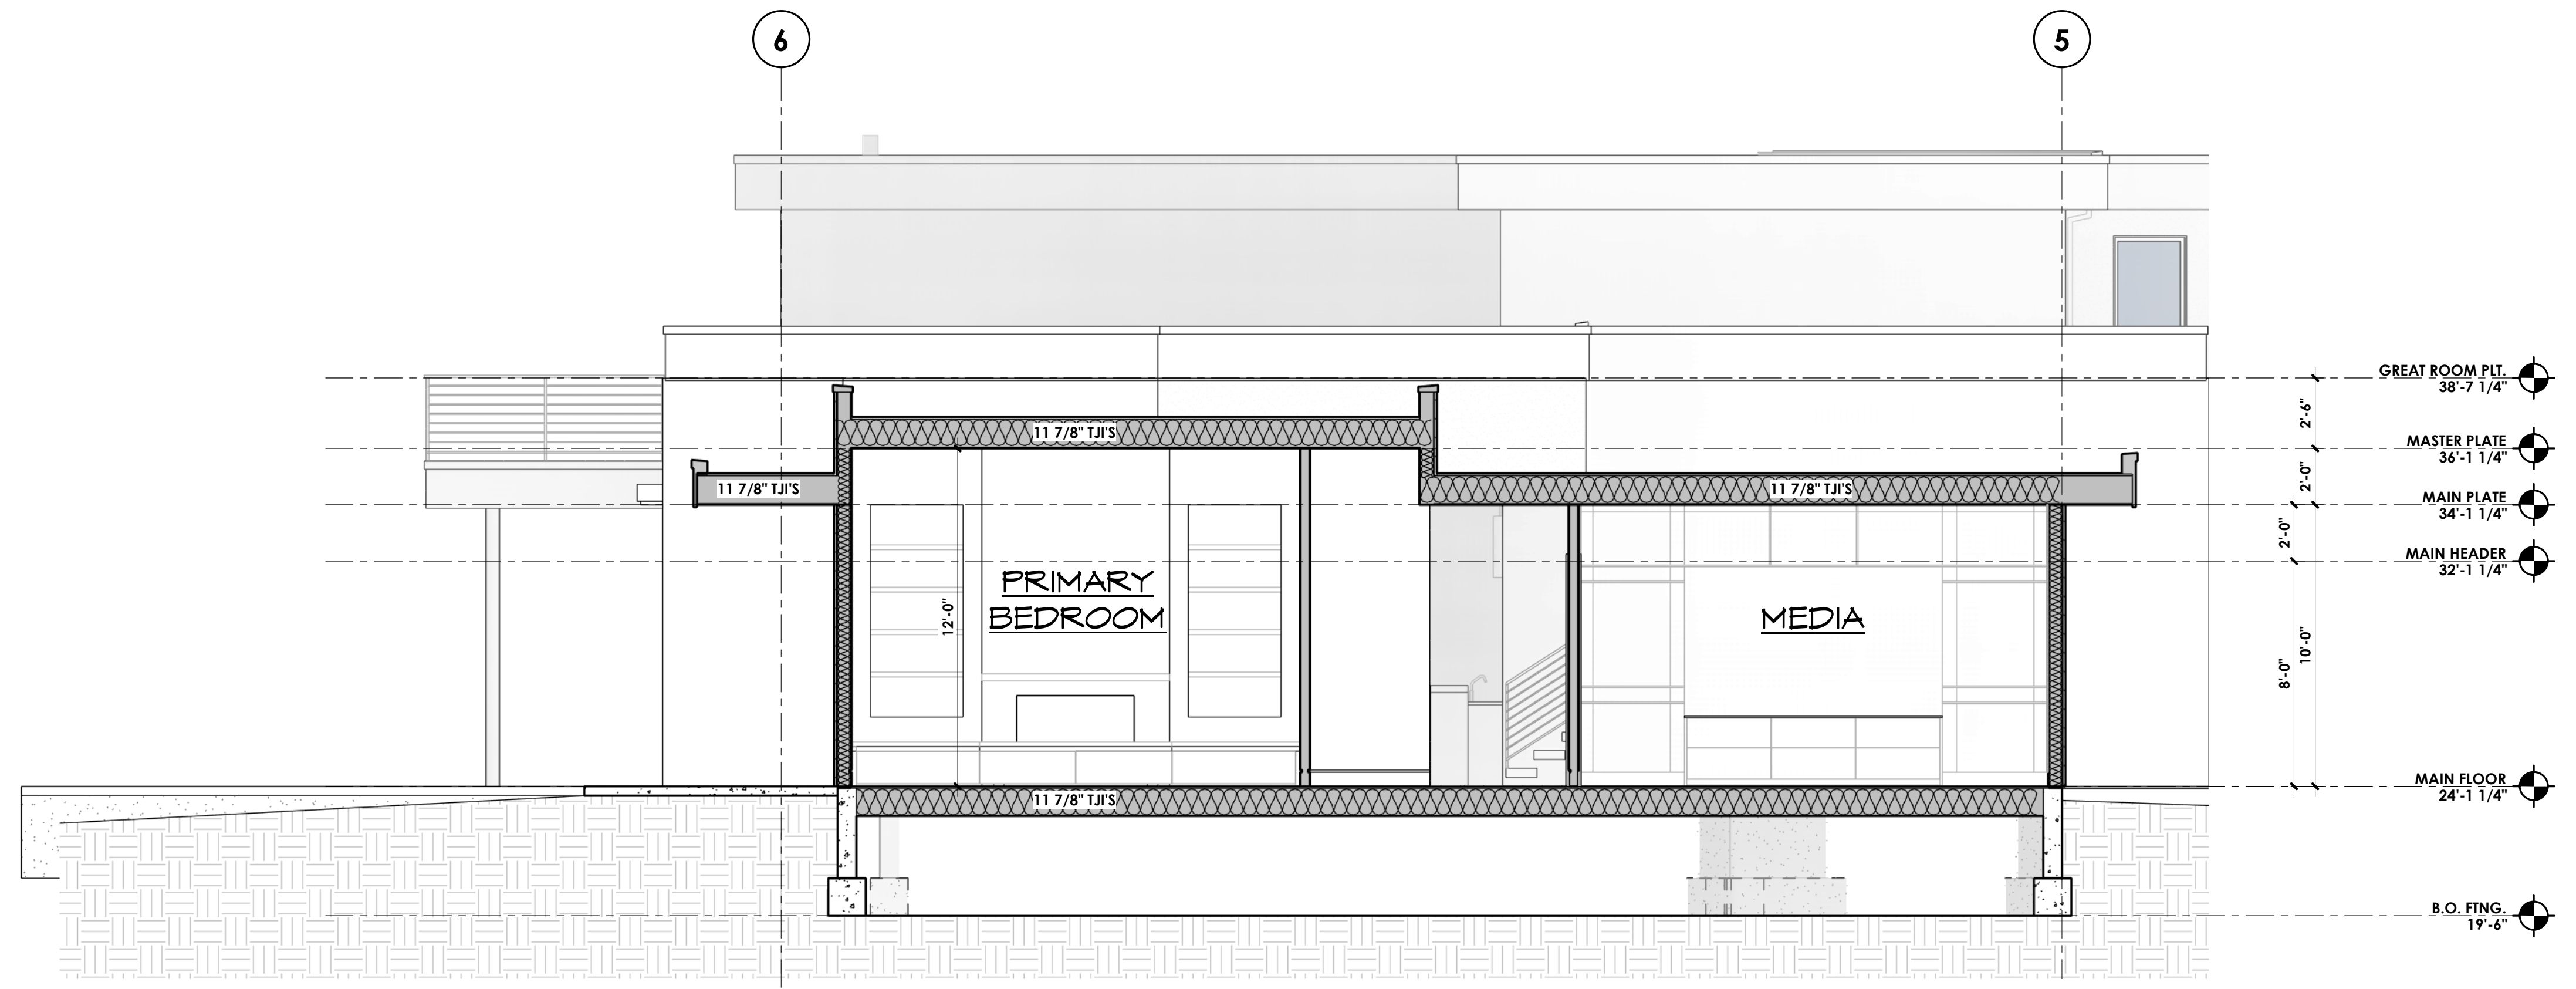 6
5
GREAT ROOM PLT.
38'-7 1/4"
2'-6"
11 7/8" TJI'S
MASTER PLATE
36'-1 1/4"
2'-0"
11 7/8" TJI'S
11 7/8" TJI'S
MAIN PLATE
34'-1 1/4"
2'-0"
MAIN HEADER
32'-1 1/4"
PRIMARY
BEDROOM
12'-0"
MEDIA
8'-0"
10'-0"
MAIN FLOOR
24'-1 1/4"
11 7/8" TJI'S
B.O. FTNG.
19'-6"